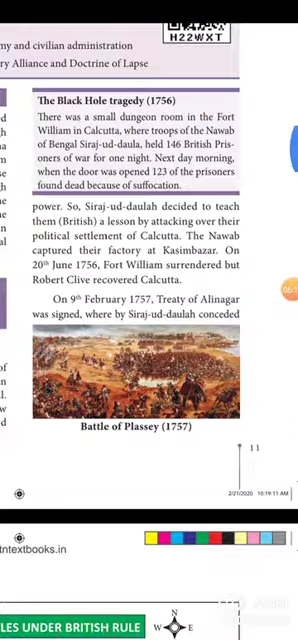 H22WXT
my and civilian administration
ry Alliance and Doctrine of Lapse
The Black Hole tragedy (1756)
There was a small dungeon room in the Fort
William in Calcutta, where troops of the Nawab
of Bengal Siraj-ud-daula, held 146 British Pris-
oners of war for one night. Next day morning,
when the door was opened 123 of the prisoners
found dead because of suffocation.
power. So, Siraj-ud-daulah decided to teach
them (British) a lesson by attacking over their
political settlement of Calcutta. The Nawab
captured their factory at Kasimbazar. On
20th June 1756, Fort William surrendered but
Robert Clive recovered Calcutta.
On 9th February 1757, Treaty of Alinagar
was signed, where by Siraj-ud-daulah conceded
Battle of Plassey (1757)
11
2/21/2020 10:19:11 AM
tntextbooks.in
LES UNDER BRITISH RULE
N
W E